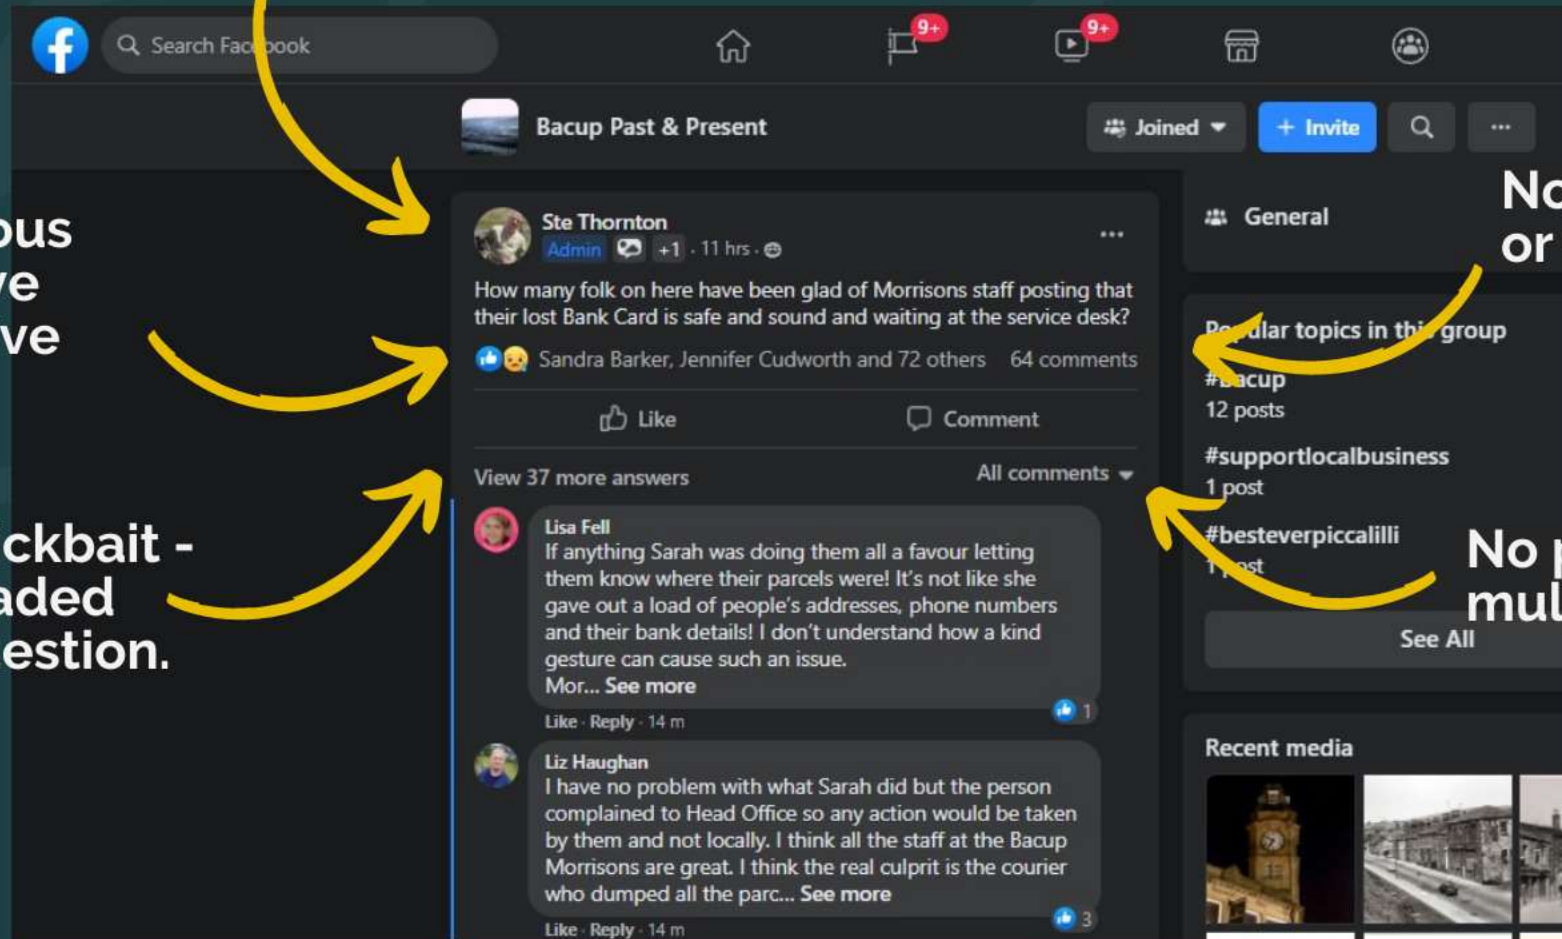 Search Facebook
9+
9+
Bacup Past & Present
Joined
+ Invite
Ste Thornton
Admin +1 · 11 hrs ·
How many folk on here have been glad of Morrisons staff posting that
their lost Bank Card is safe and sound and waiting at the service desk?
Sandra Barker, Jennifer Cudworth and 72 others 64 comments
Like Comment
View 37 more answers All comments
Lisa Fell
If anything Sarah was doing them all a favour letting
them know where their parcels were! It's not like she
gave out a load of people's addresses, phone numbers
and their bank details! I don't understand how a kind
gesture can cause such an issue.
Mor... See more
Like · Reply · 14 m 1
Liz Haughan
I have no problem with what Sarah did but the person
complained to Head Office so any action would be taken
by them and not locally. I think all the staff at the Bacup
Morrisons are great. I think the real culprit is the courier
who dumped all the parc... See more
Like · Reply · 14 m 3
General
Popular topics in this group
#bacup
12 posts
#supportlocalbusiness
1 post
#besteverpiccalilli
1 post
See All
Recent media
ous
ve
ve
ckbait -
aded
estion.
No
or
No p
mul